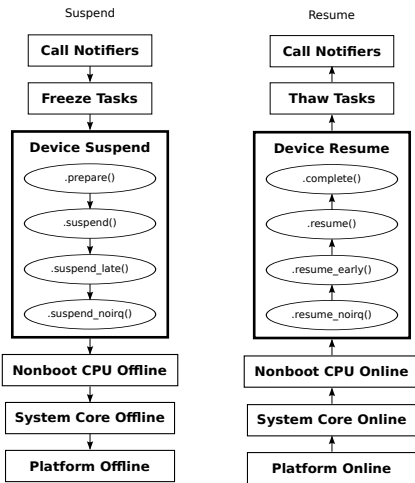 Suspend
Call Notifiers
Freeze Tasks
Device Suspend
.prepare()
.suspend()
.suspend_late()
.suspend_noirq()
Nonboot CPU Offline
System Core Offline
Platform Offline
Resume
Call Notifiers
Thaw Tasks
Device Resume
.complete()
.resume()
.resume_early()
.resume_noirq()
Nonboot CPU Online
System Core Online
Platform Online